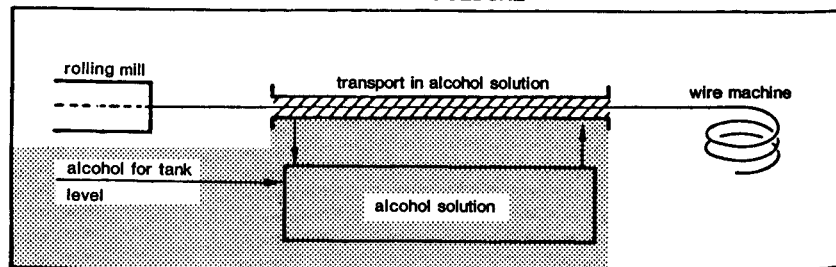 rolling mill
transport in alcohol solution
wire machine
alcohol for tank
level
alcohol solution